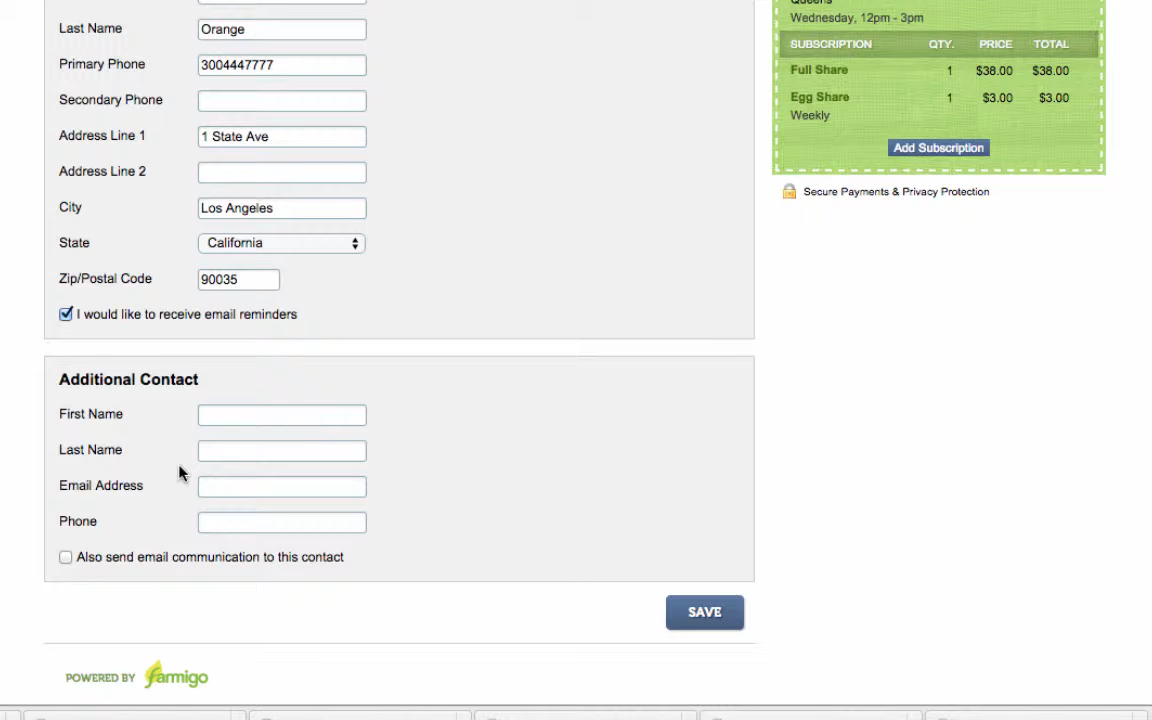 Last Name Orange
Primary Phone 3004447777
Secondary Phone
Address Line 1 1 State Ave
Address Line 2
City Los Angeles
State California
Zip/Postal Code 90035
I would like to receive email reminders
Additional Contact
First Name
Last Name
Email Address
Phone
Also send email communication to this contact
SAVE
POWERED BY farmigo
Queens
Wednesday, 12pm - 3pm
SUBSCRIPTION QTY. PRICE TOTAL
Full Share 1 $38.00 $38.00
Egg Share 1 $3.00 $3.00
Weekly
Add Subscription
Secure Payments & Privacy Protection